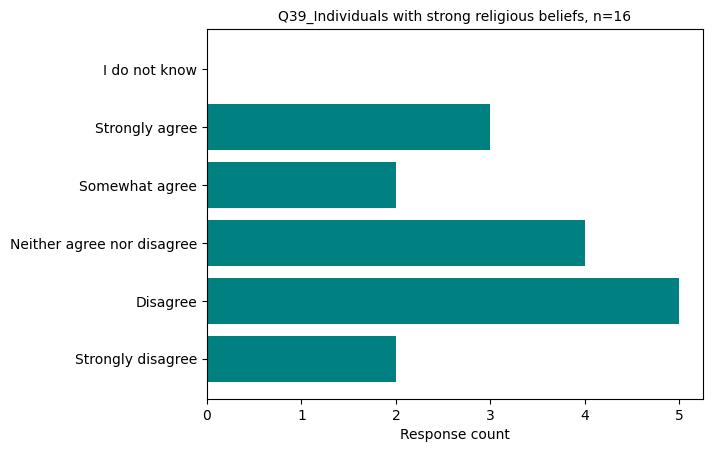 Q39_Individuals with strong religious beliefs, n=16
I do not know
Strongly agree
Somewhat agree
Neither agree nor disagree
Disagree
Strongly disagree
0 1 2 3 4 5
Response count